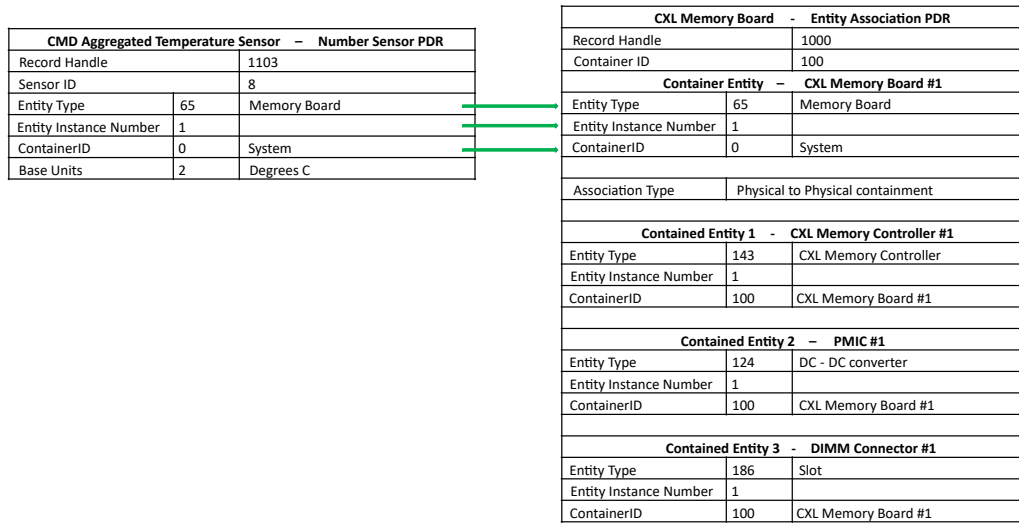 CMD Aggregated Temperature Sensor – Number Sensor PDR
Record Handle 1103
Sensor ID 8
Entity Type 65 Memory Board
Entity Instance Number 1
ContainerID 0 System
Base Units 2 Degrees C
CXL Memory Board - Entity Association PDR
Record Handle 1000
Container ID 100
Container Entity – CXL Memory Board #1
Entity Type 65 Memory Board
Entity Instance Number 1
ContainerID 0 System
Association Type Physical to Physical containment
Contained Entity 1 - CXL Memory Controller #1
Entity Type 143 CXL Memory Controller
Entity Instance Number 1
ContainerID 100 CXL Memory Board #1
Contained Entity 2 – PMIC #1
Entity Type 124 DC - DC converter
Entity Instance Number 1
ContainerID 100 CXL Memory Board #1
Contained Entity 3 - DIMM Connector #1
Entity Type 186 Slot
Entity Instance Number 1
ContainerID 100 CXL Memory Board #1